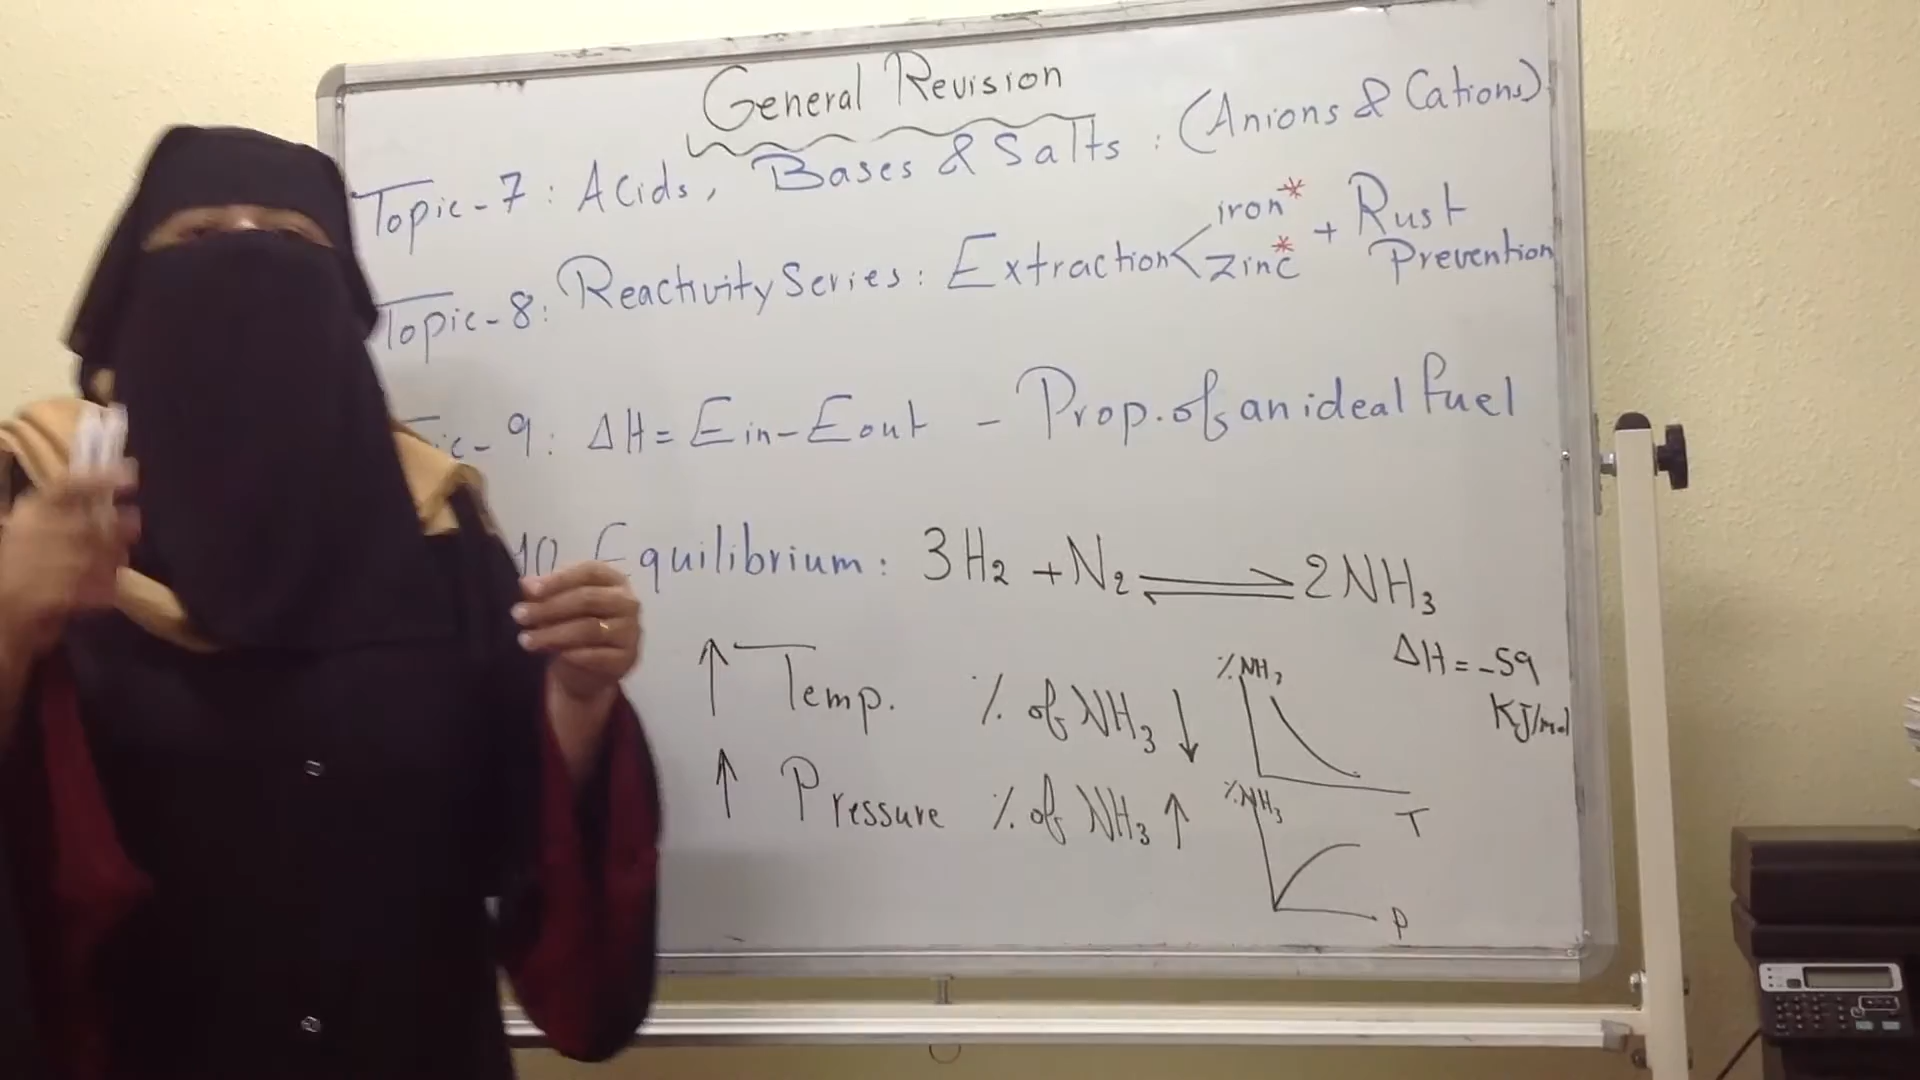 General Revision
Topic-7: Acids, Bases & Salts: (Anions & Cations)
Topic-8: Reactivity Series: Extraction < iron* zinc* + Rust Prevention
ic-9: ΔH = Ein - Eout - Prop. of an ideal fuel
10 Equilibrium: 3H₂ + N₂ ⇌ 2NH₃
ΔH = -59 KJ/mol
↑ Temp. % of NH₃ ↓
%NH₃
T
↑ Pressure % of NH₃ ↑
%NH₃
P